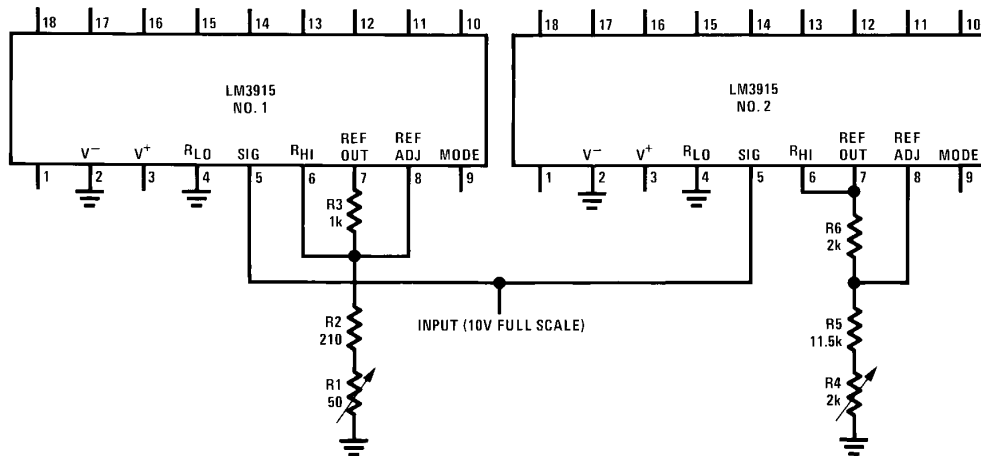 18 17 16 15 14 13 12 11 10
LM3915
NO. 1
V− V+ RLO SIG RHI REF OUT REF ADJ MODE
1 2 3 4 5 6 7 8 9
R3
1k
R2
210
R1
50
INPUT (10V FULL SCALE)
18 17 16 15 14 13 12 11 10
LM3915
NO. 2
V− V+ RLO SIG RHI REF OUT REF ADJ MODE
1 2 3 4 5 6 7 8 9
R6
2k
R5
11.5k
R4
2k